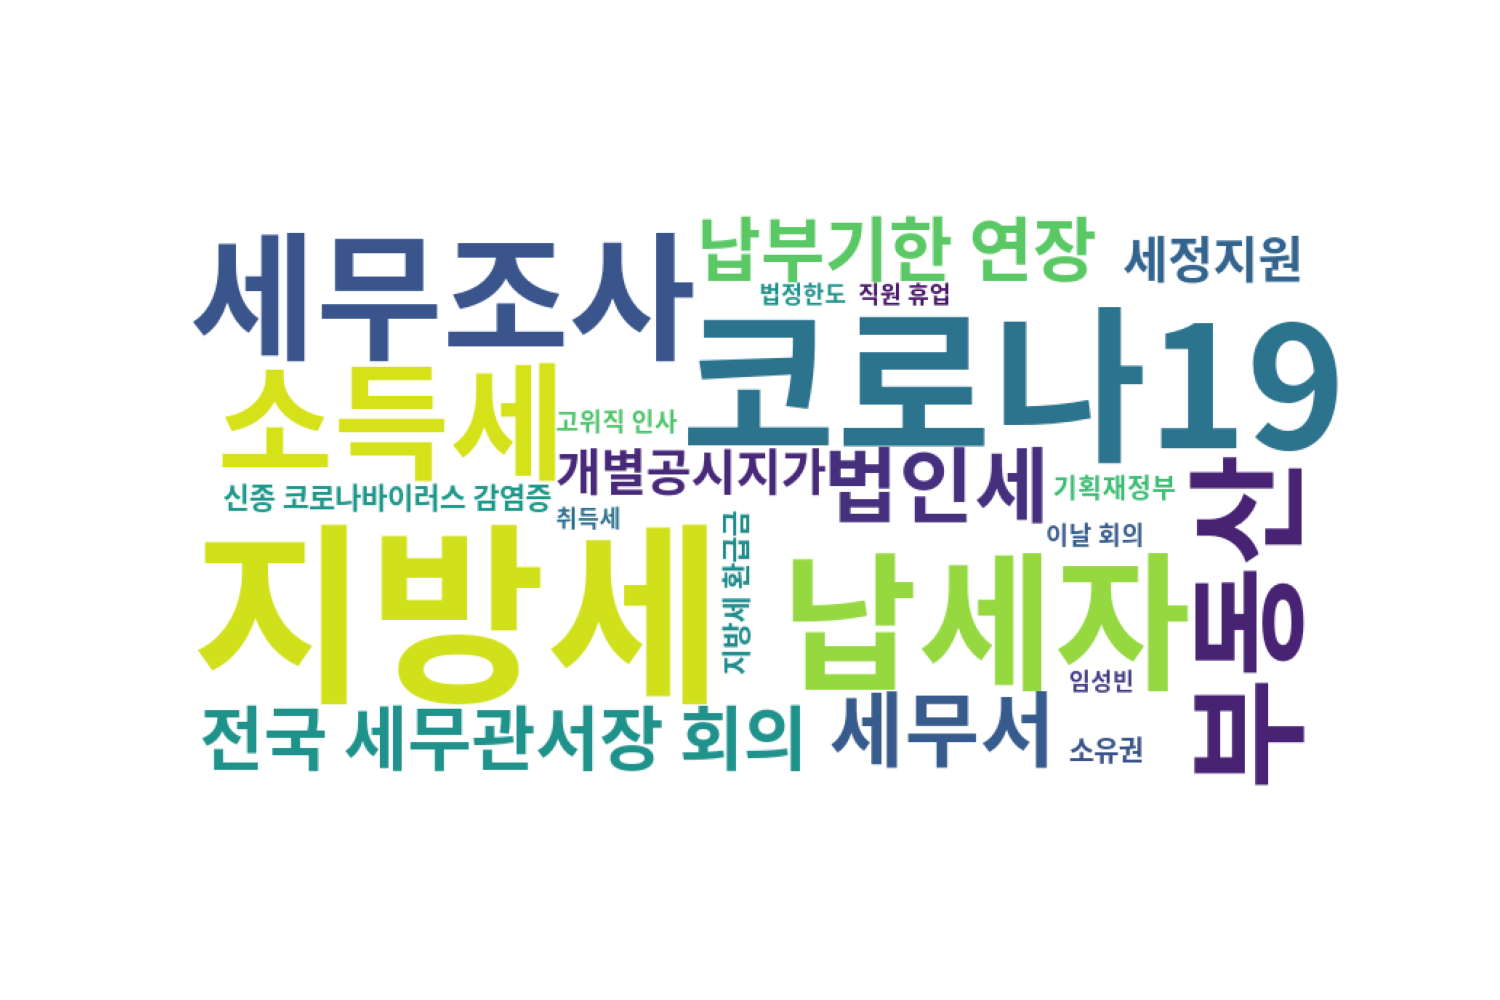 세무조사
납부기한 연장
세정지원
법정한도
직원 휴업
코로나19
소득세
고위직 인사
개별공시지가
법인세
기획재정부
신종 코로나바이러스 감염증
취득세
이날 회의
부동산
지방세
지방세 환급금
납세자
임성빈
전국 세무관서장 회의
세무서
소유권